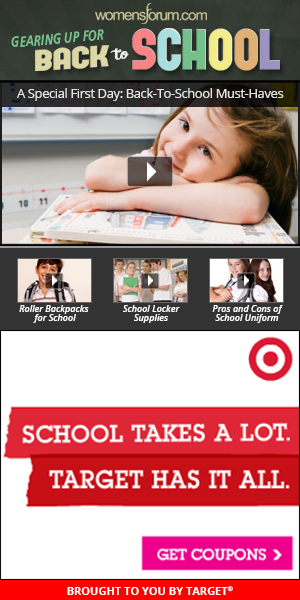 womensforum.com
GEARING UP FOR
BACK to SCHOOL
A Special First Day: Back-To-School Must-Haves
Roller Backpacks
for School
School Locker
Supplies
Pros and Cons of
School Uniform
SCHOOL TAKES A LOT.
TARGET HAS IT ALL.
GET COUPONS >
BROUGHT TO YOU BY TARGET®